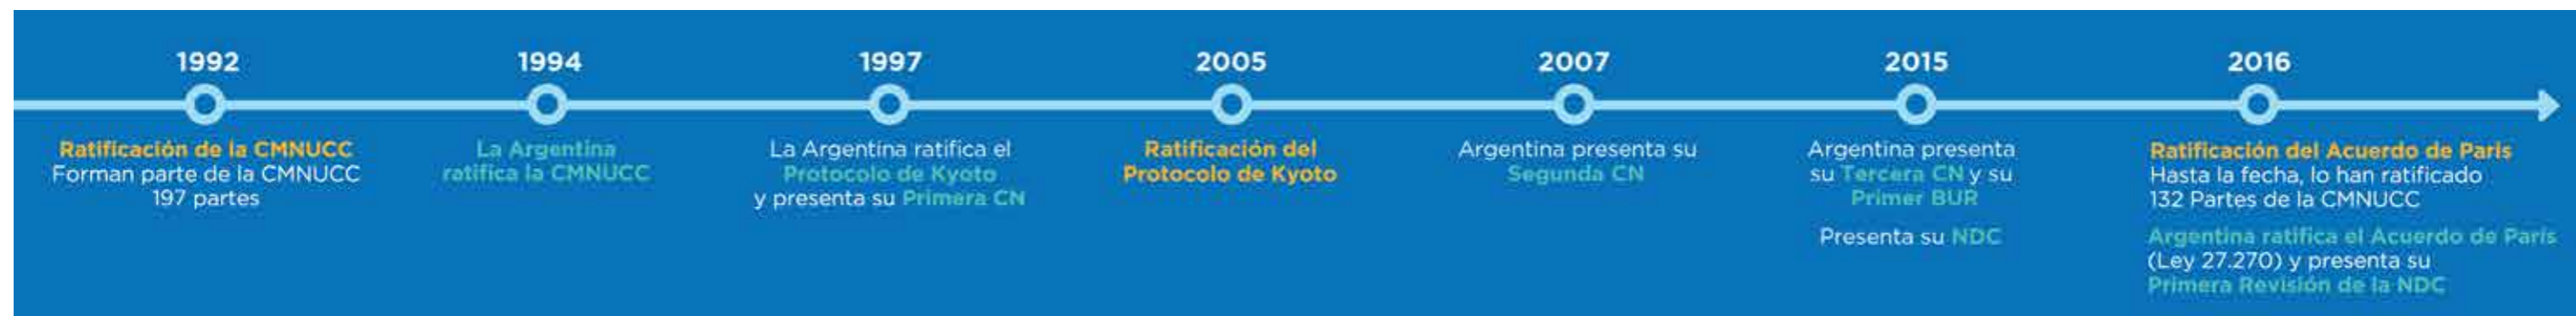 1992
Ratificación de la CMNUCC
Forman parte de la CMNUCC
197 partes
1994
La Argentina
ratifica la CMNUCC
1997
La Argentina ratifica el
Protocolo de Kyoto
y presenta su Primera CN
2005
Ratificación del
Protocolo de Kyoto
2007
Argentina presenta su
Segunda CN
2015
Argentina presenta
su Tercera CN y su
Primer BUR
Presenta su NDC
2016
Ratificación del Acuerdo de París
Hasta la fecha, lo han ratificado
132 Partes de la CMNUCC
Argentina ratifica el Acuerdo de París
(Ley 27.270) y presenta su
Primera Revisión de la NDC